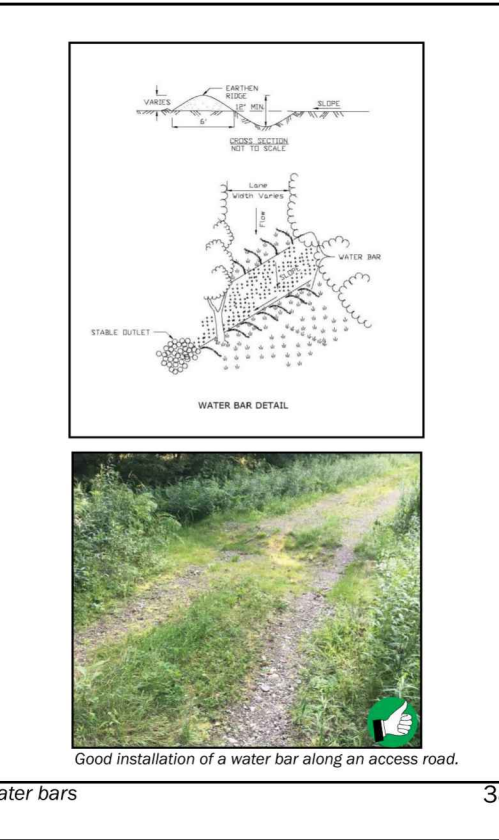 EARTHEN
RIDGE
VARIES
12" MIN.
SLOPE
6'
CROSS SECTION
NOT TO SCALE
Lane
Width Varies
Flow
WATER BAR
SLOPE
STABLE OUTLET
WATER BAR DETAIL
Good installation of a water bar along an access road.
ater bars 3